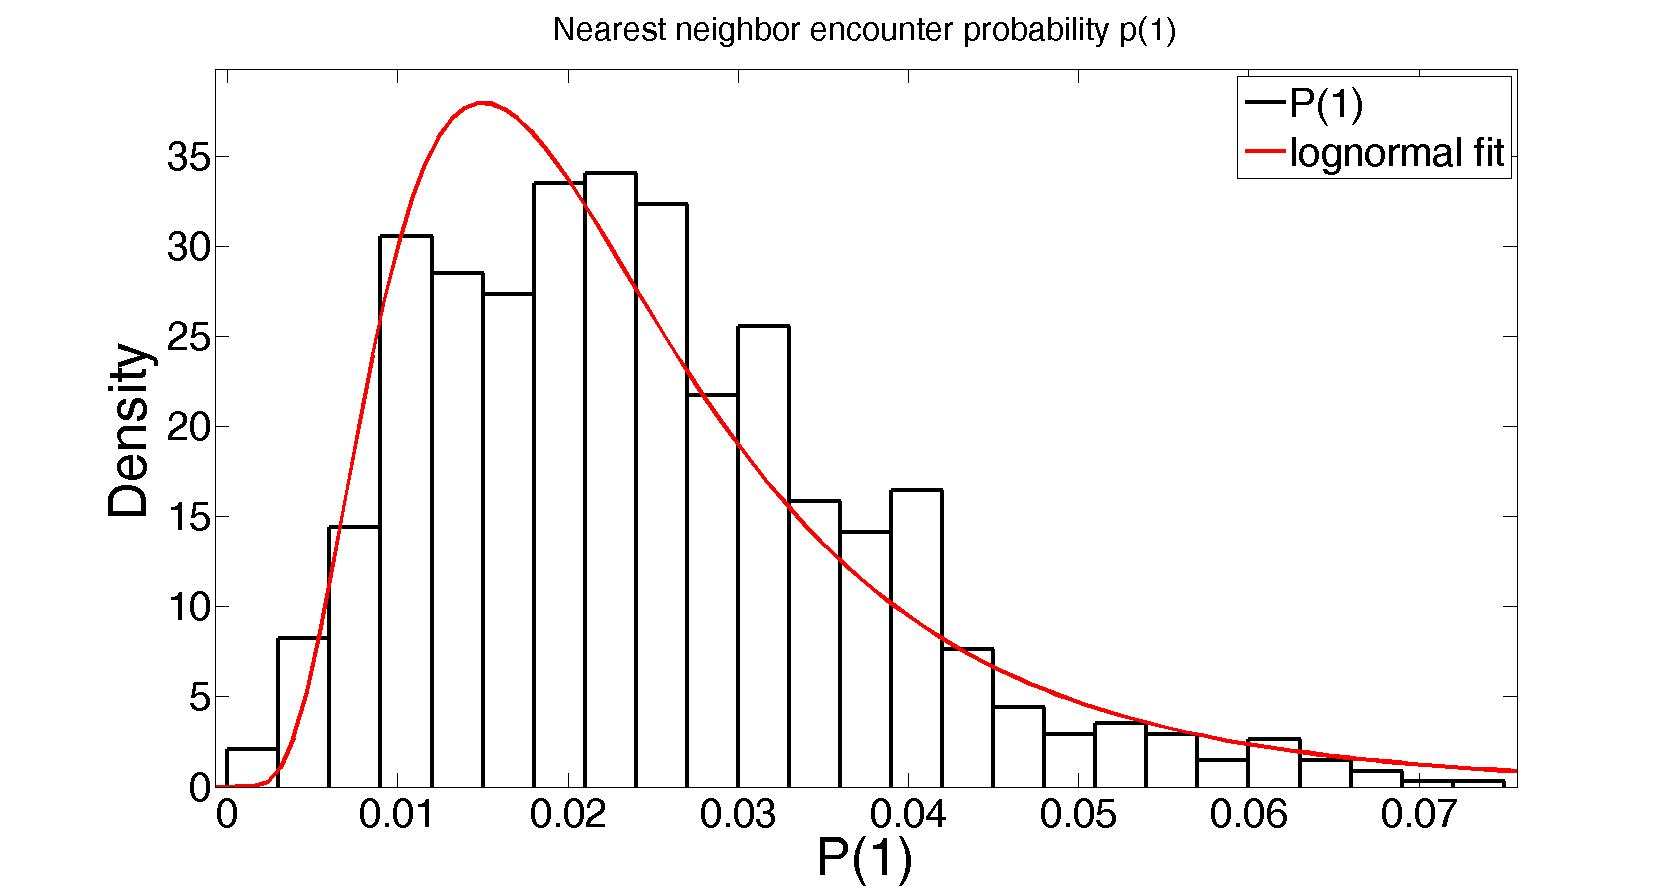 Nearest neighbor encounter probability p(1)
P(1)
lognormal fit
Density
35
30
25
20
15
10
5
0
0 0.01 0.02 0.03 0.04 0.05 0.06 0.07
P(1)